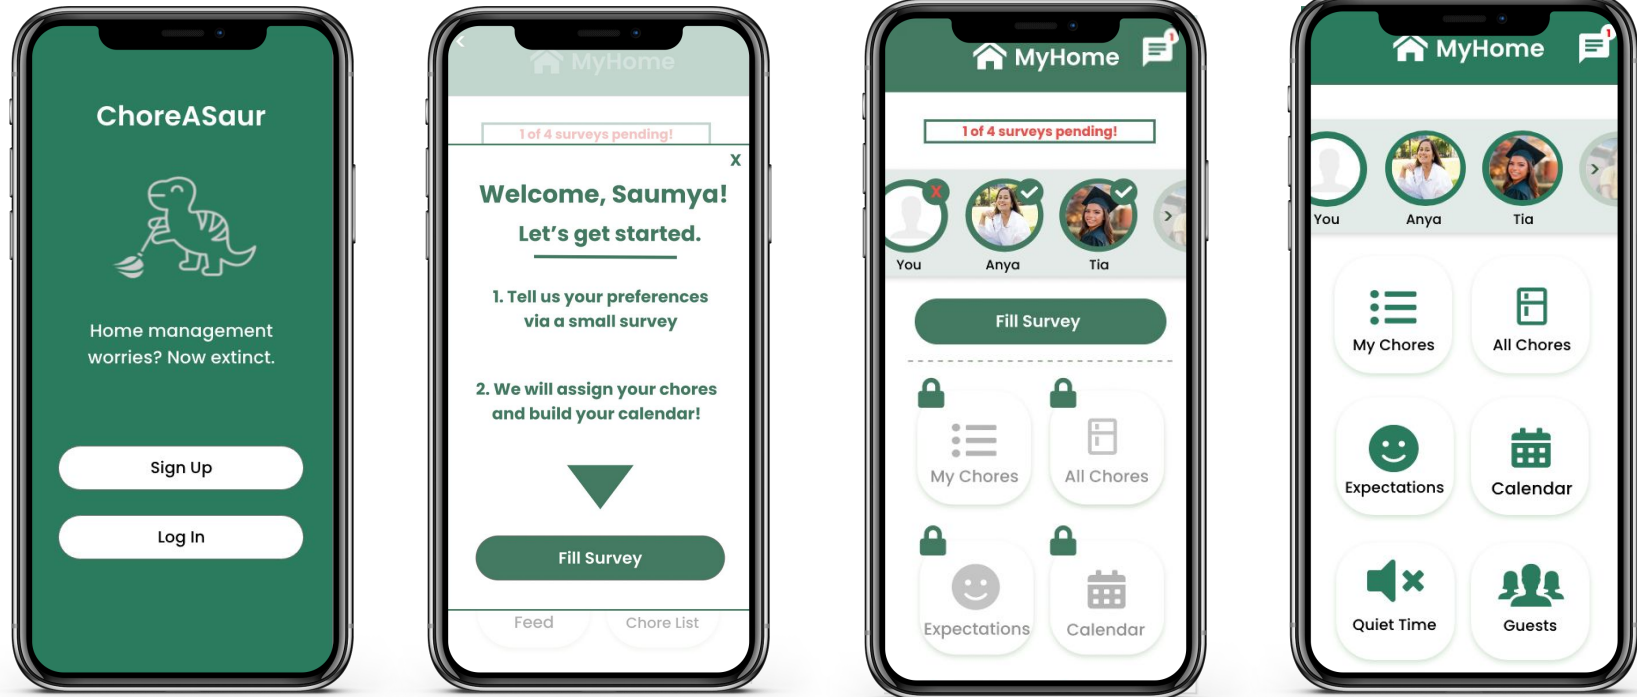 ChoreASaur
Home management
worries? Now extinct.
Sign Up
Log In
<
MyHome
1 of 4 surveys pending!
X
Welcome, Saumya!
Let's get started.
1. Tell us your preferences
via a small survey
2. We will assign your chores
and build your calendar!
Fill Survey
Feed
Chore List
MyHome
1
1 of 4 surveys pending!
X
>
You
Anya
Tia
Fill Survey
My Chores
All Chores
Expectations
Calendar
MyHome
1
>
You
Anya
Tia
My Chores
All Chores
Expectations
Calendar
Quiet Time
Guests